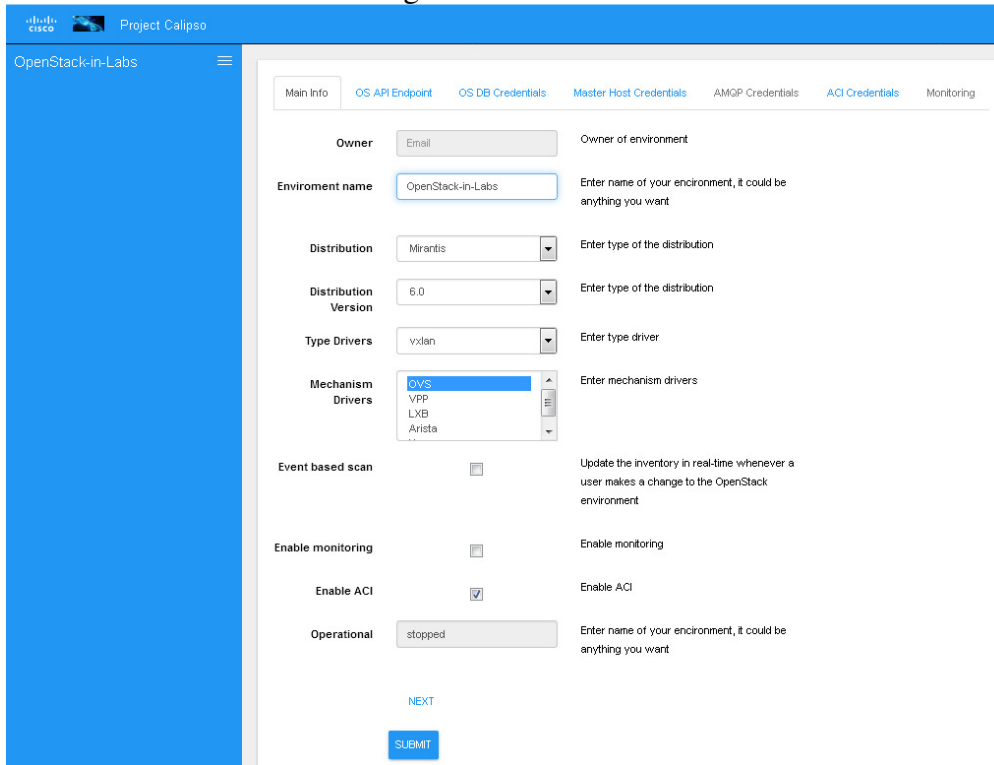 cisco Project Calipso
OpenStack-in-Labs
Main Info OS API Endpoint OS DB Credentials Master Host Credentials AMQP Credentials ACI Credentials Monitoring
Owner Email Owner of environment
Enviroment name OpenStack-in-Labs Enter name of your encironment, it could be
anything you want
Distribution Mirantis Enter type of the distribution
Distribution 6.0 Enter type of the distribution
Version
Type Drivers vxlan Enter type driver
Mechanism OVS Enter mechanism drivers
Drivers VPP
LXB
Arista
Event based scan Update the inventory in real-time whenever a
user makes a change to the OpenStack
environment
Enable monitoring Enable monitoring
Enable ACI Enable ACI
Operational stopped Enter name of your encironment, it could be
anything you want
NEXT
SUBMIT